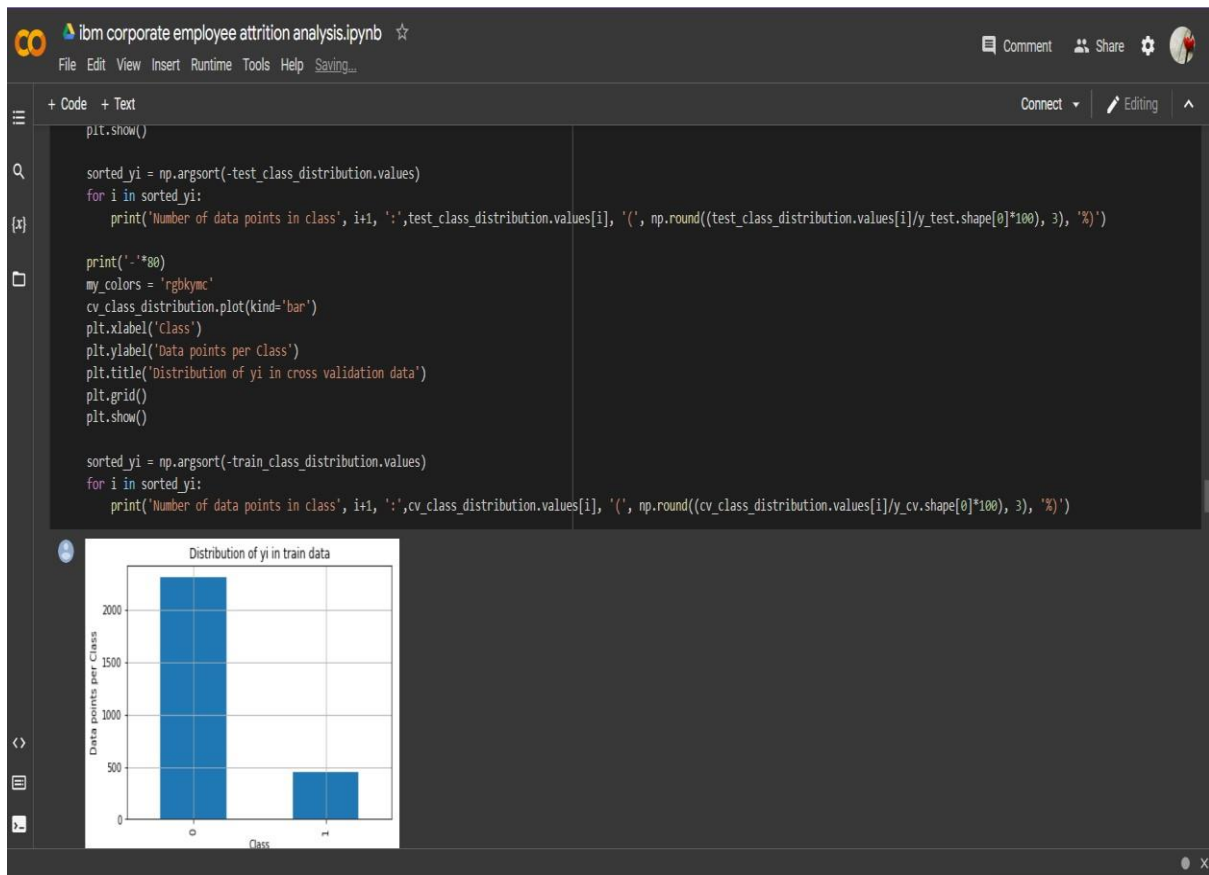 CO
ibm corporate employee attrition analysis.ipynb
File Edit View Insert Runtime Tools Help Saving...
Comment Share
+ Code + Text
Connect Editing
plt.show()
sorted_yi = np.argsort(-test_class_distribution.values)
for i in sorted_yi:
print('Number of data points in class', i+1, ':',test_class_distribution.values[i], '(', np.round((test_class_distribution.values[i]/y_test.shape[0]*100), 3), '%)')
print('-'*80)
my_colors = 'rgbkymc'
cv_class_distribution.plot(kind='bar')
plt.xlabel('Class')
plt.ylabel('Data points per Class')
plt.title('Distribution of yi in cross validation data')
plt.grid()
plt.show()
sorted_yi = np.argsort(-train_class_distribution.values)
for i in sorted_yi:
print('Number of data points in class', i+1, ':',cv_class_distribution.values[i], '(', np.round((cv_class_distribution.values[i]/y_cv.shape[0]*100), 3), '%)')
{x}
<>
Distribution of yi in train data
Data points per Class
2000
1500
1000
500
0
0
1
Class
X